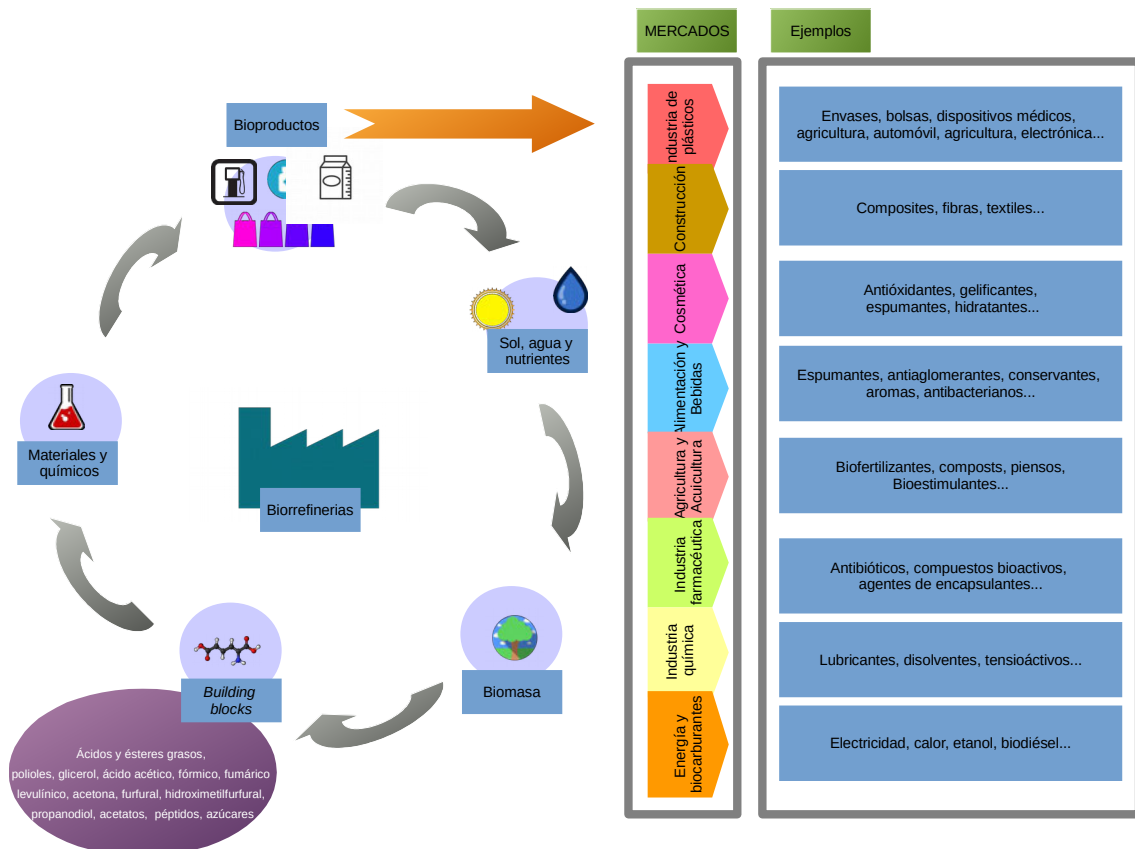 MERCADOS
Ejemplos
Bioproductos
Sol, agua y
nutrientes
Biomasa
Building
blocks
Ácidos y ésteres grasos,
polioles, glicerol, ácido acético, fórmico, fumárico
levulínico, acetona, furfural, hidroximetilfurfural,
propanodiol, acetatos, péptidos, azúcares
Materiales y
químicos
Biorrefinerias
Industria de
plásticos
Envases, bolsas, dispositivos médicos,
agricultura, automóvil, agricultura, electrónica...
Construcción
Composites, fibras, textiles...
Cosmética
Antióxidantes, gelificantes,
espumantes, hidratantes...
Alimentación y
Bebidas
Espumantes, antiaglomerantes, conservantes,
aromas, antibacterianos...
Agricultura y
Acuicultura
Biofertilizantes, composts, piensos,
Bioestimulantes...
Industria
farmacéutica
Antibióticos, compuestos bioactivos,
agentes de encapsulantes...
Industria
química
Lubricantes, disolventes, tensioáctivos...
Energía y
biocarburantes
Electricidad, calor, etanol, biodiésel...